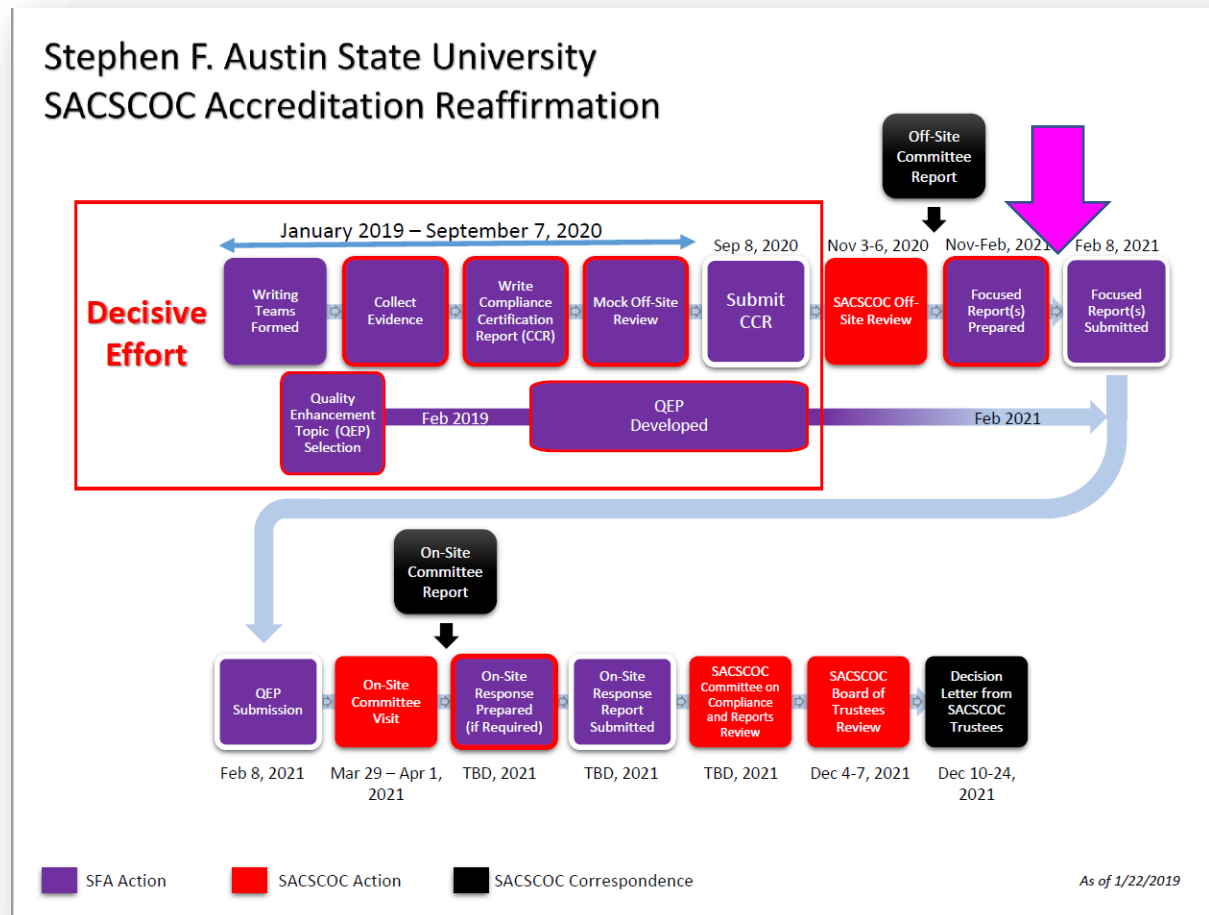 Stephen F. Austin State University
SACSCOC Accreditation Reaffirmation
Off-Site
Committee
Report
January 2019 – September 7, 2020
Sep 8, 2020
Nov 3-6, 2020
Nov-Feb, 2021
Feb 8, 2021
Decisive
Effort
Writing
Teams
Formed
Collect
Evidence
Write
Compliance
Certification
Report (CCR)
Mock Off-Site
Review
Submit
CCR
SACSCOC Off-
Site Review
Focused
Report(s)
Prepared
Focused
Report(s)
Submitted
Quality
Enhancement
Topic (QEP)
Selection
Feb 2019
QEP
Developed
Feb 2021
On-Site
Committee
Report
QEP
Submission
On-Site
Committee
Visit
On-Site
Response
Prepared
(if Required)
On-Site
Response
Report
Submitted
SACSCOC
Committee on
Compliance
and Reports
Review
SACSCOC
Board of
Trustees
Review
Decision
Letter from
SACSCOC
Trustees
Feb 8, 2021
Mar 29 – Apr 1,
2021
TBD, 2021
TBD, 2021
TBD, 2021
Dec 4-7, 2021
Dec 10-24,
2021
SFA Action
SACSCOC Action
SACSCOC Correspondence
As of 1/22/2019